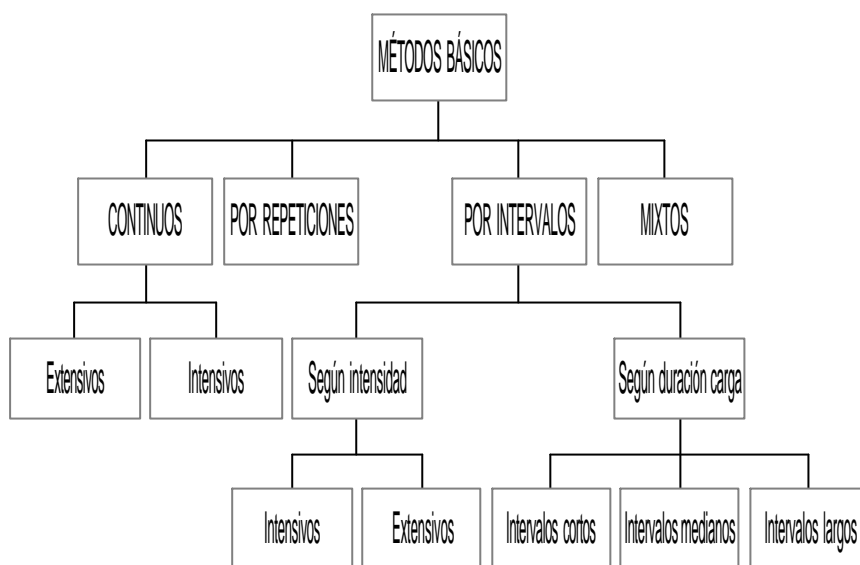 MÉTODOS BÁSICOS
CONTINUOS
POR REPETICIONES
POR INTERVALOS
MIXTOS
Extensivos
Intensivos
Según intensidad
Según duración carga
Intensivos
Extensivos
Intervalos cortos
Intervalos medianos
Intervalos largos